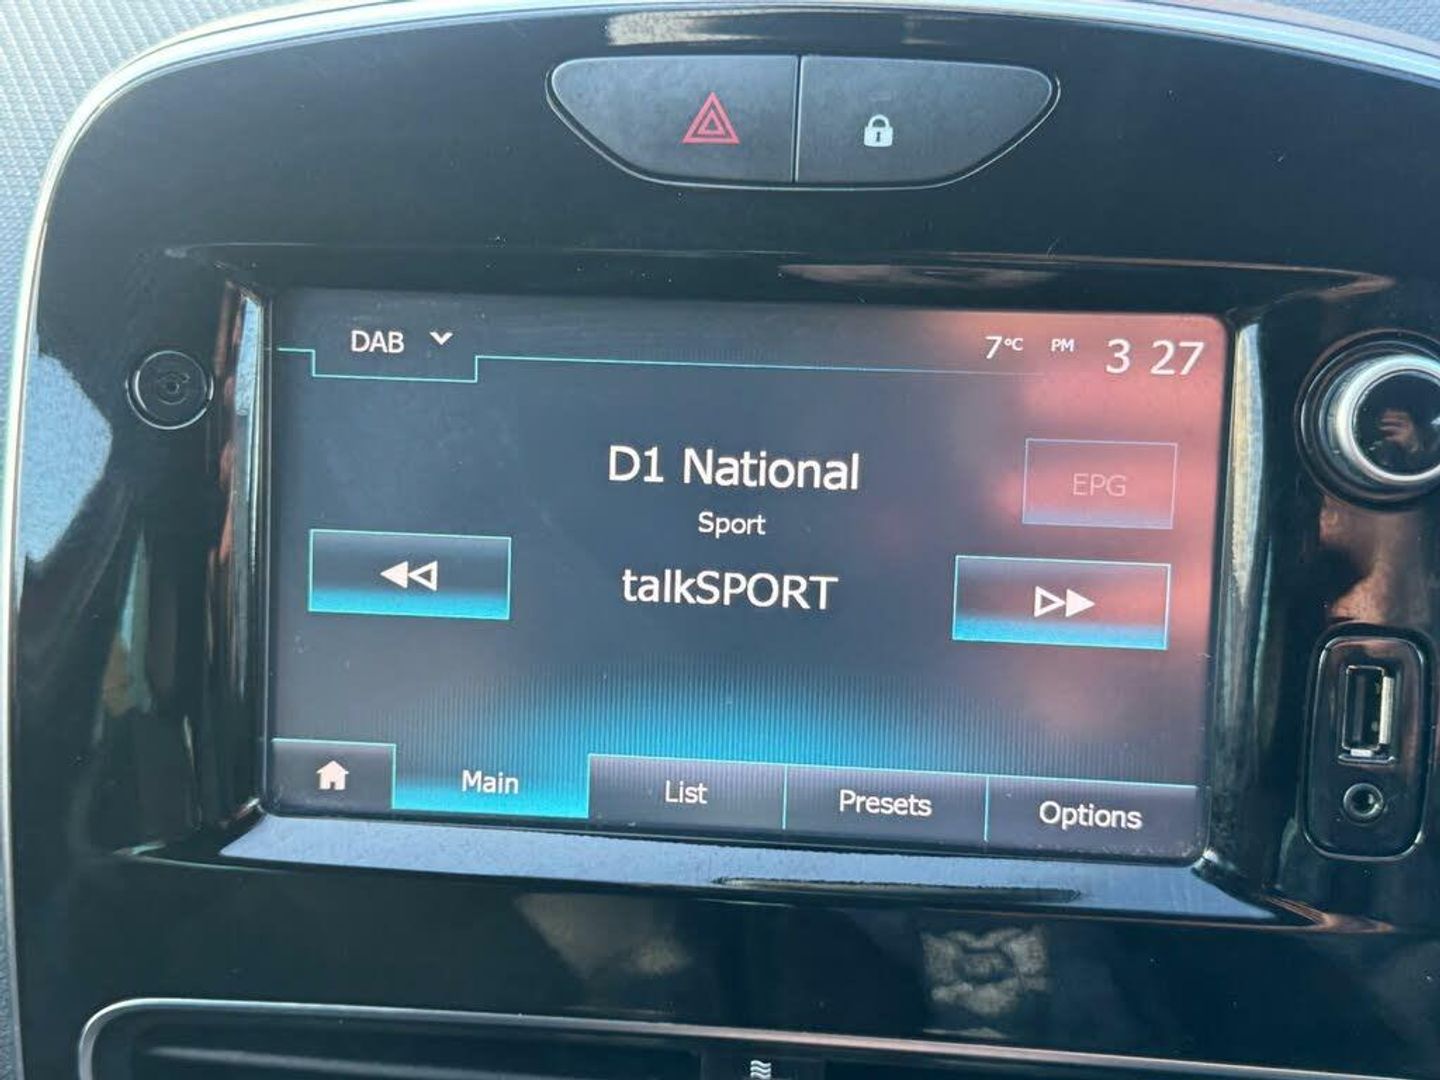 DAB
7°C PM 3 27
D1 National
EPG
Sport
talkSPORT
Main
List
Presets
Options